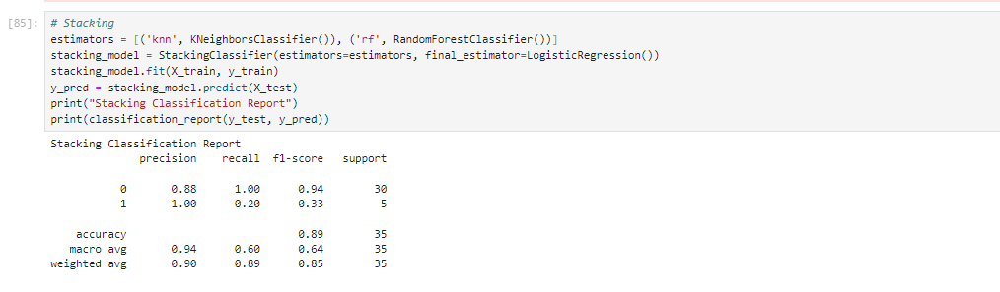 [85]: # Stacking
estimators = [('knn', KNeighborsClassifier()), ('rf', RandomForestClassifier())]
stacking_model = StackingClassifier(estimators=estimators, final_estimator=LogisticRegression())
stacking_model.fit(X_train, y_train)
y_pred = stacking_model.predict(X_test)
print("Stacking Classification Report")
print(classification_report(y_test, y_pred))
Stacking Classification Report
precision recall f1-score support
0 0.88 1.00 0.94 30
1 1.00 0.20 0.33 5
accuracy 0.89 35
macro avg 0.94 0.60 0.64 35
weighted avg 0.90 0.89 0.85 35